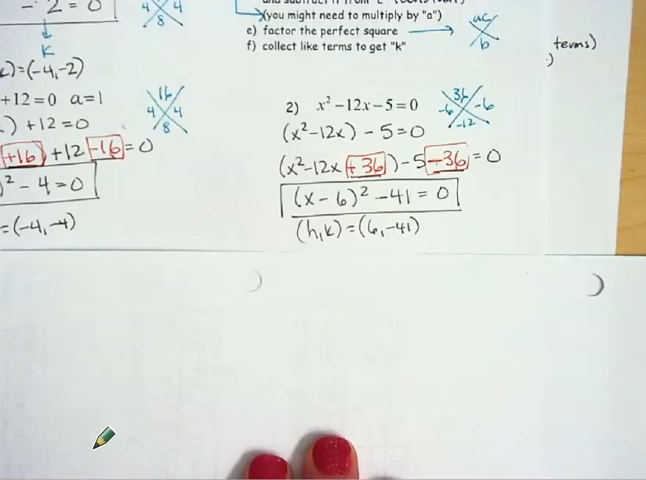 - 2 = 0
4 4
8
K
)=(-4,-2)
+12=0 a=1
) +12=0
+16 +12 -16 =0
)² - 4 = 0
=(-4,-4)
16
4 4
8
(you might need to multiply by "a")
e) factor the perfect square
f) collect like terms to get "k"
ac
b
terms)
:)
2) x²-12x-5=0
36
-6 -6
-12
(x²-12x) - 5=0
(x²-12x +36) - 5 -36 = 0
(x - 6)² - 41 = 0
(h,k)=(6,-41)